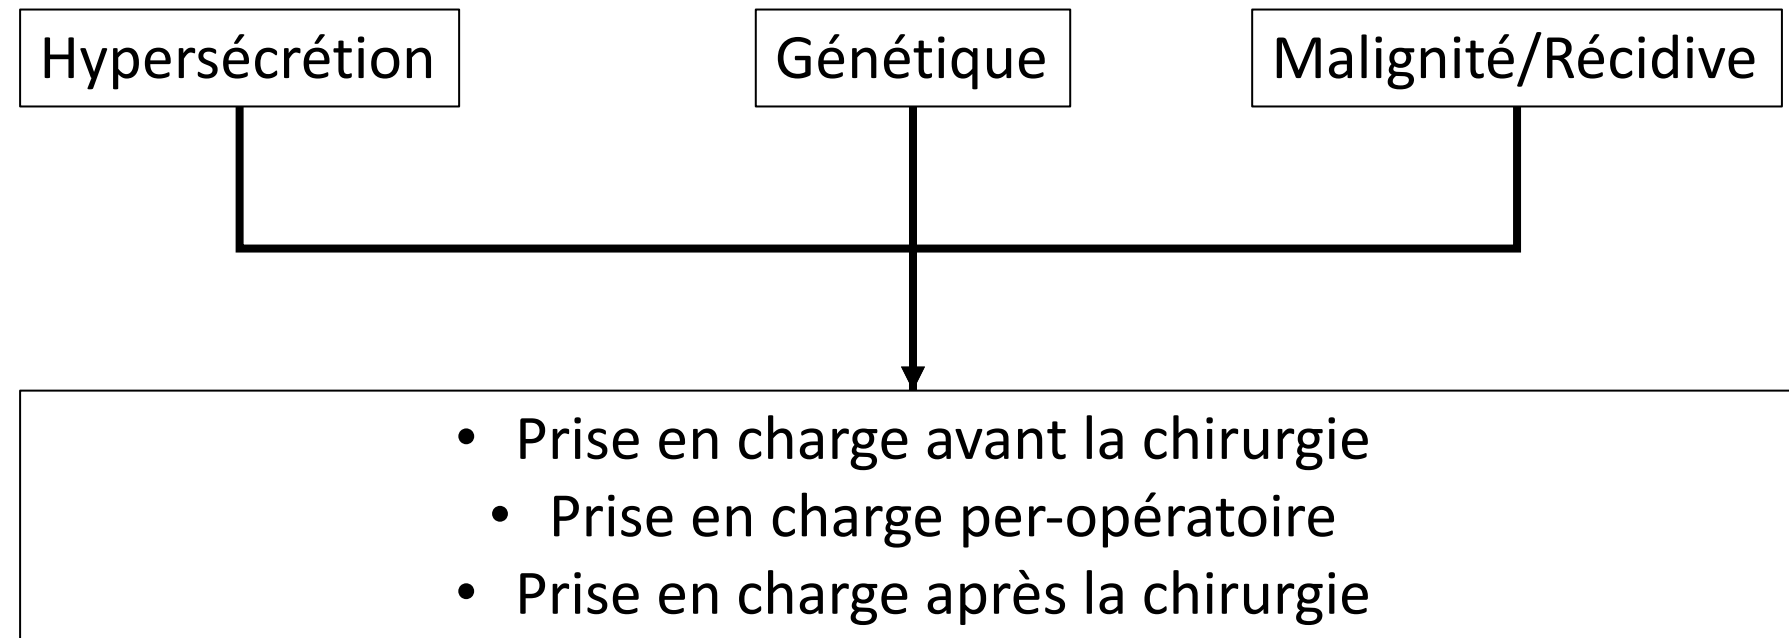 Hypersécrétion
Génétique
Malignité/Récidive
• Prise en charge avant la chirurgie
• Prise en charge per-opératoire
• Prise en charge après la chirurgie